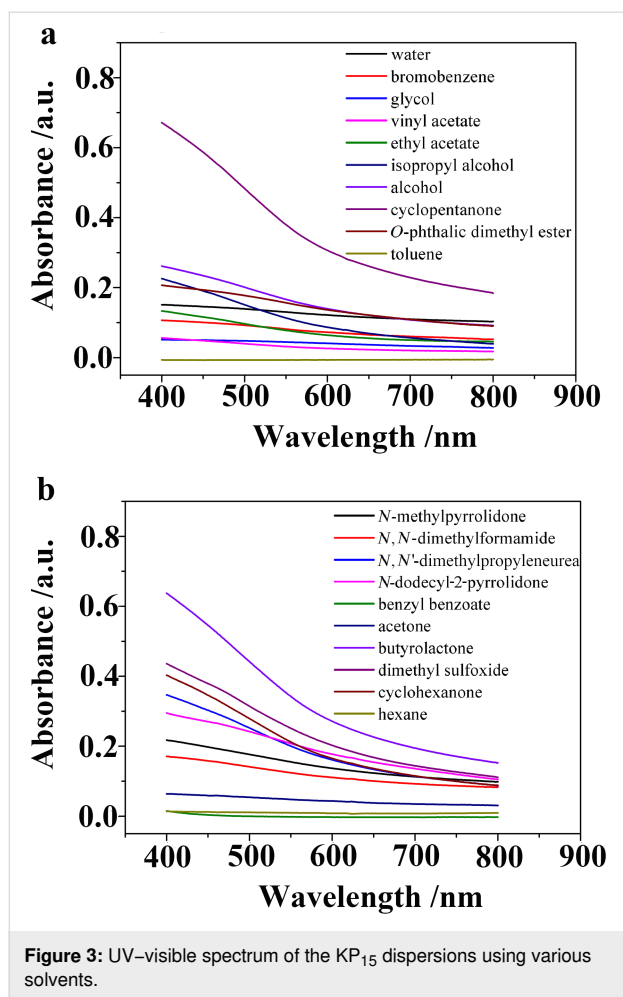 a
0.8
0.6
0.4
0.2
0.0
Absorbance /a.u.
water
bromobenzene
glycol
vinyl acetate
ethyl acetate
isopropyl alcohol
alcohol
cyclopentanone
O-phthalic dimethyl ester
toluene
400 500 600 700 800 900
Wavelength /nm
b
0.8
0.6
0.4
0.2
0.0
Absorbance /a.u.
N-methylpyrrolidone
N, N-dimethylformamide
N, N'-dimethylpropyleneurea
N-dodecyl-2-pyrrolidone
benzyl benzoate
acetone
butyrolactone
dimethyl sulfoxide
cyclohexanone
hexane
400 500 600 700 800 900
Wavelength /nm
Figure 3: UV–visible spectrum of the KP15 dispersions using various
solvents.